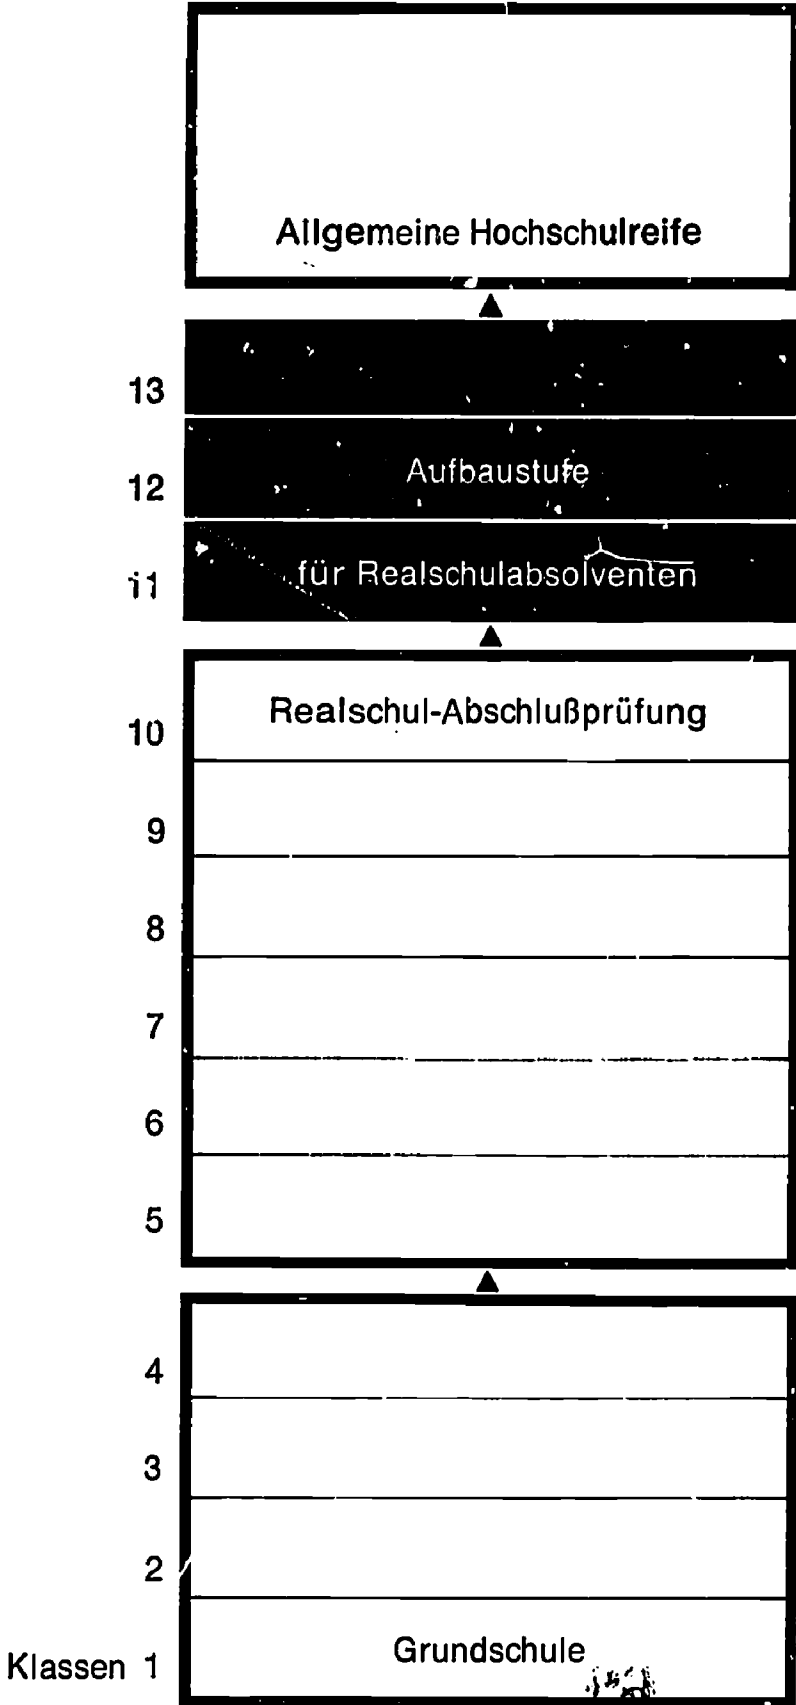 Allgemeine Hochschulreife
13
12 Aufbaustufe
11 für Realschulabsolventen
10 Realschul-Abschlußprüfung
9
8
7
6
5
4
3
2
Klassen 1 Grundschule